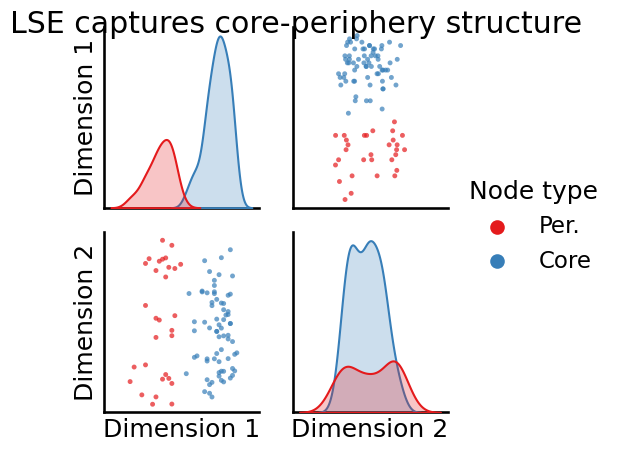 LSE captures core-periphery structure
Dimension 1
Node type
Per.
Core
Dimension 2
Dimension 1
Dimension 2